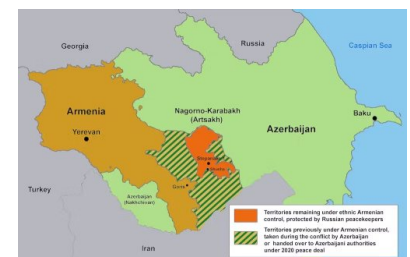 Georgia
Russia
Caspian Sea
Armenia
Nagorno-Karabakh
(Artsakh)
Yerevan
Azerbaijan
Baku
Goris
Turkey
Azerbaijan
(Nakhchivan)
Iran
Territories remaining under ethnic Armenian
control, protected by Russian peacekeepers
Territories previously under Armenian control,
taken during the conflict by Azerbaijan
or handed over to Azerbaijani authorities
under 2020 peace deal